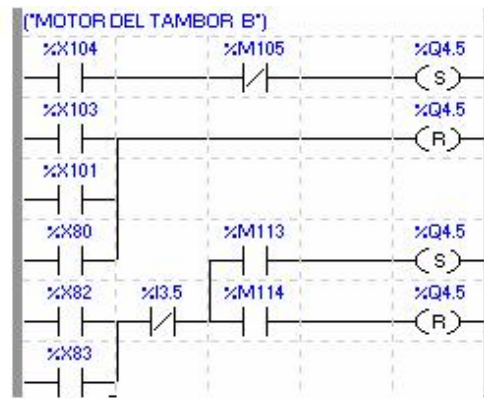 ("MOTOR DEL TAMBOR B")
%X104 %M105 %Q4.5
S
%X103 %Q4.5
R
%X101
%X80 %M113 %Q4.5
S
%X82 %I3.5 %M114 %Q4.5
R
%X83